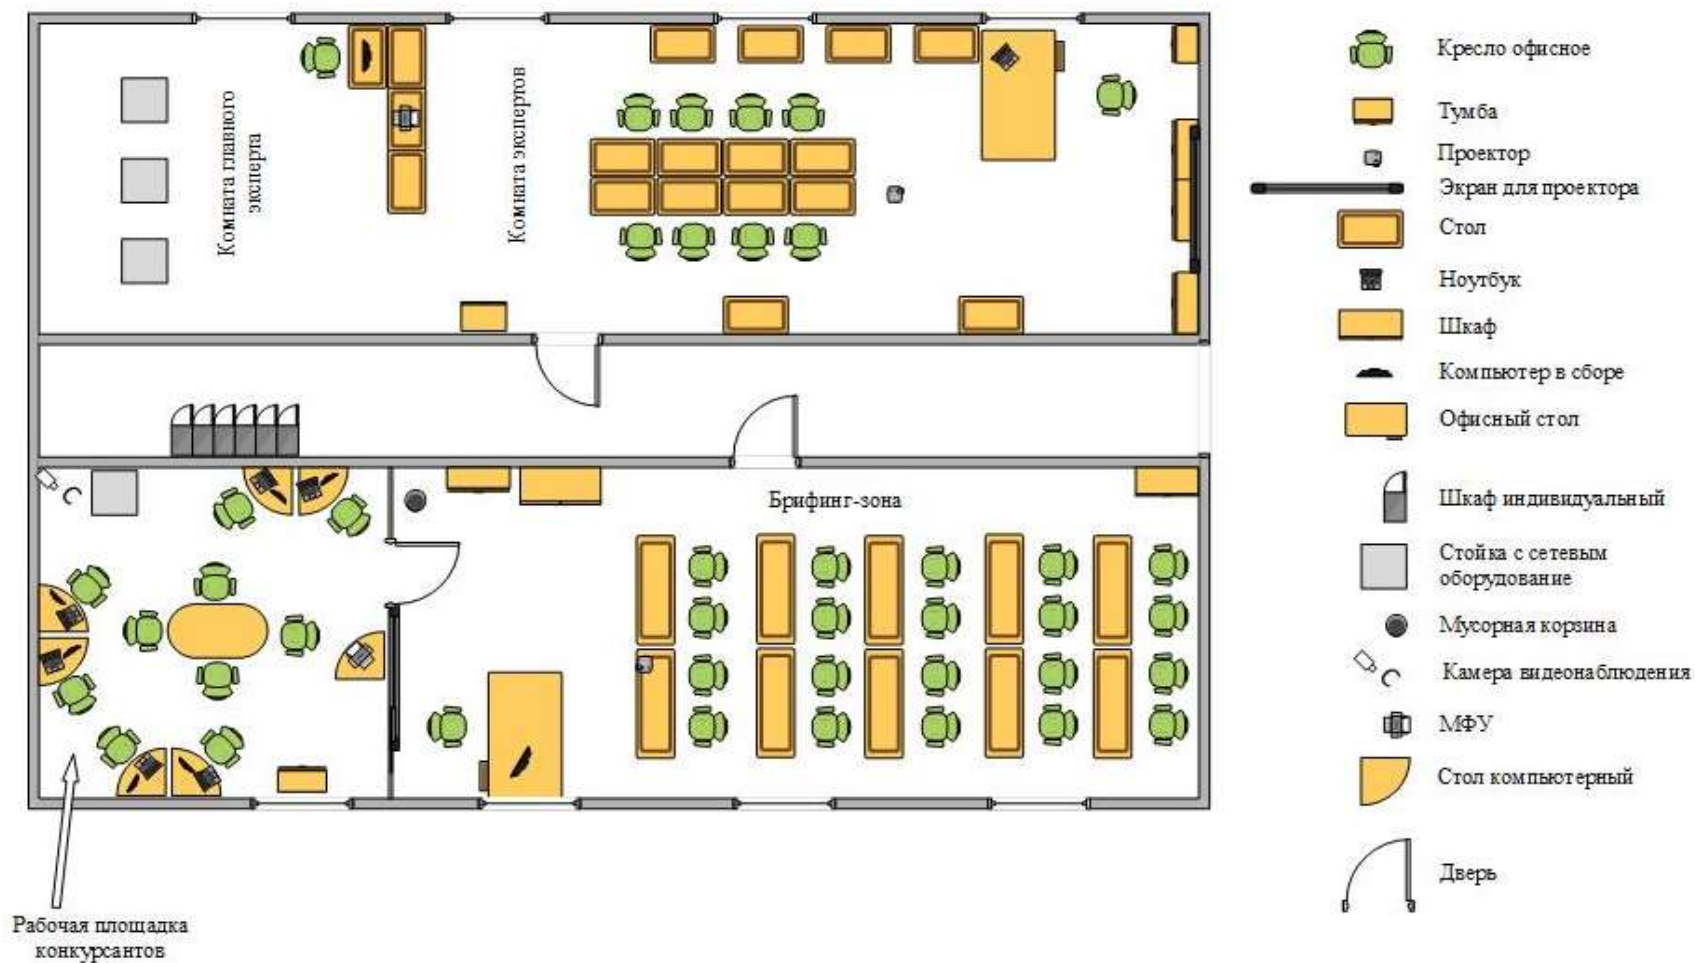 Комната главного
эксперта
Комната экспертов
Брифинг-зона
Рабочая площадка
конкурсантов
Кресло офисное
Тумба
Проектор
Экран для проектора
Стол
Ноутбук
Шкаф
Компьютер в сборе
Офисный стол
Шкаф индивидуальный
Стойка с сетевым
оборудование
Мусорная корзина
Камера видеонаблюдения
МФУ
Стол компьютерный
Дверь